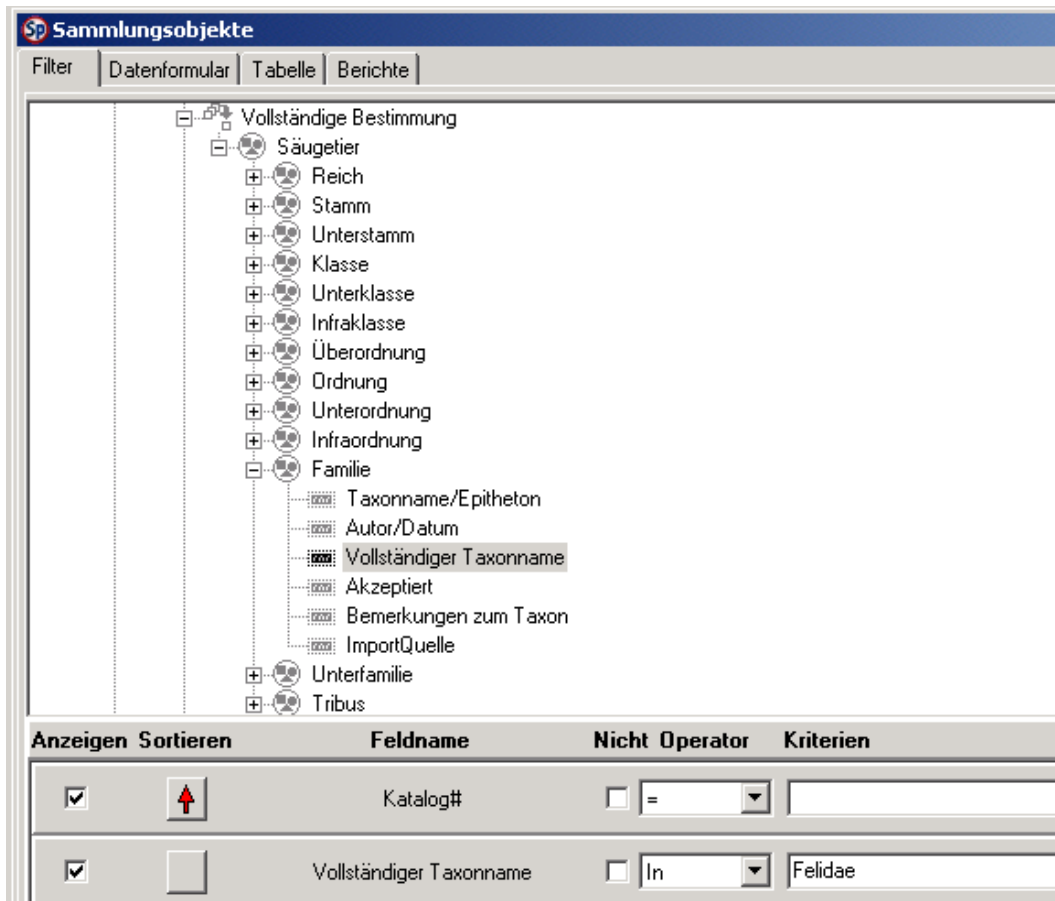 Sp Sammlungsobjekte
Filter Datenformular Tabelle Berichte
Vollständige Bestimmung
Säugetier
Reich
Stamm
Unterstamm
Klasse
Unterklasse
Infraklasse
Überordnung
Ordnung
Unterordnung
Infraordnung
Familie
Taxonname/Epitheton
Autor/Datum
Vollständiger Taxonname
Akzeptiert
Bemerkungen zum Taxon
ImportQuelle
Unterfamilie
Tribus
Anzeigen Sortieren Feldname Nicht Operator Kriterien
Katalog# =
Vollständiger Taxonname In Felidae